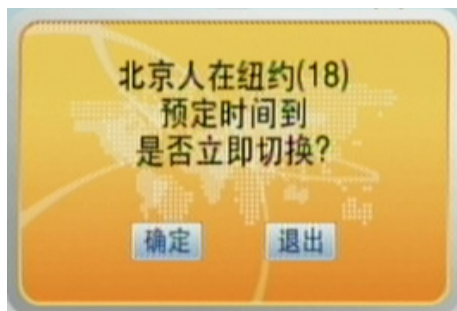 北京人在纽约(18)
预定时间到
是否立即切换?
确定 退出